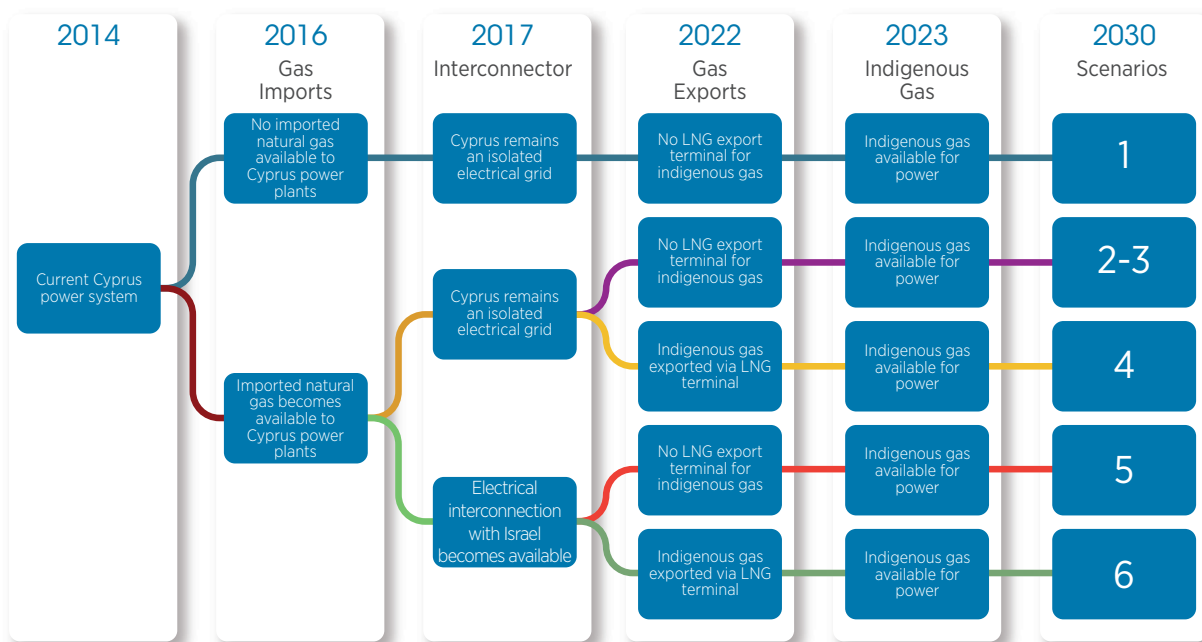 2014
Current Cyprus
power system
2016
Gas
Imports
No imported
natural gas
available to
Cyprus power
plants
Imported natural
gas becomes
available to
Cyprus power
plants
2017
Interconnector
Cyprus remains
an isolated
electrical grid
Cyprus remains
an isolated
electrical grid
Electrical
interconnection
with Israel
becomes available
2022
Gas
Exports
No LNG export
terminal for
indigenous gas
No LNG export
terminal for
indigenous gas
Indigenous gas
exported via LNG
terminal
No LNG export
terminal for
indigenous gas
Indigenous gas
exported via LNG
terminal
2023
Indigenous
Gas
Indigenous gas
available for
power
Indigenous gas
available for
power
Indigenous gas
available for
power
Indigenous gas
available for
power
Indigenous gas
available for
power
2030
Scenarios
1
2-3
4
5
6